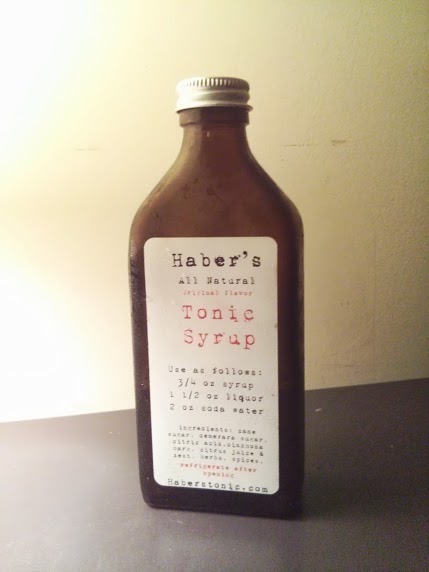 Haber's
All Natural
Original Flavor
Tonic
Syrup
Use as follows:
3/4 oz syrup
1 1/2 oz liquor
2 oz soda water
ingredients: cane
sugar, demerara sugar,
citric acid, cinchona
bark, citrus juice &
zest, herbs, spices.
refrigerate after
opening
Haberstonic.com